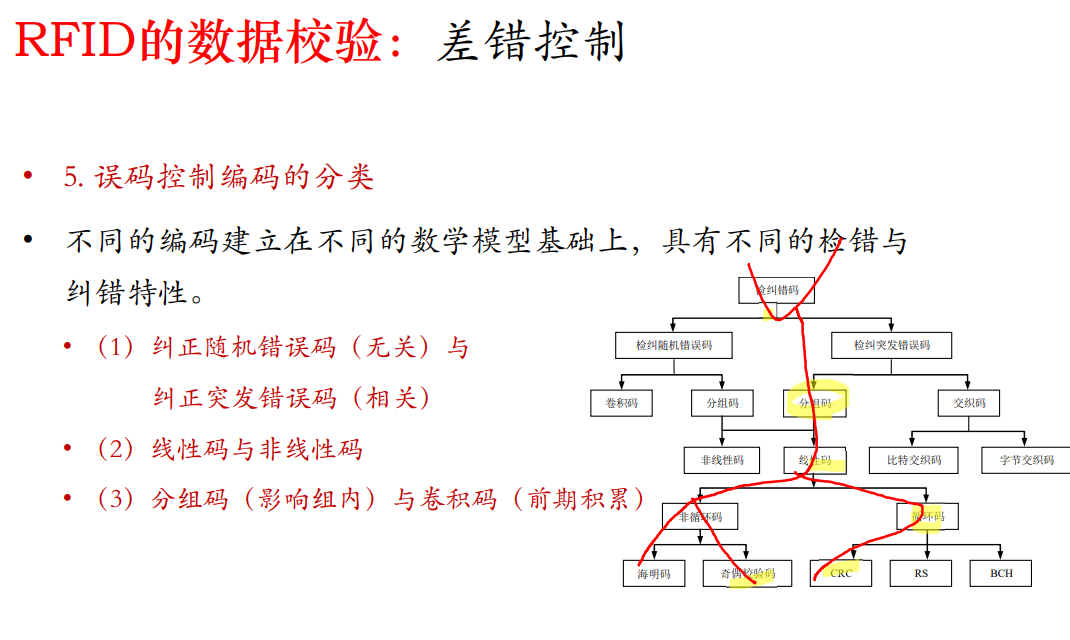 RFID的数据校验：差错控制
• 5. 误码控制编码的分类
• 不同的编码建立在不同的数学模型基础上，具有不同的检错与
纠错特性。
• （1）纠正随机错误码（无关）与
纠正突发错误码（相关）
• （2）线性码与非线性码
• （3）分组码（影响组内）与卷积码（前期积累）
检纠错码
检纠随机错误码 检纠突发错误码
卷积码 分组码 分组码 交织码
非线性码 线性码 比特交织码 字节交织码
非循环码 循环码
海明码 奇偶校验码 CRC RS BCH